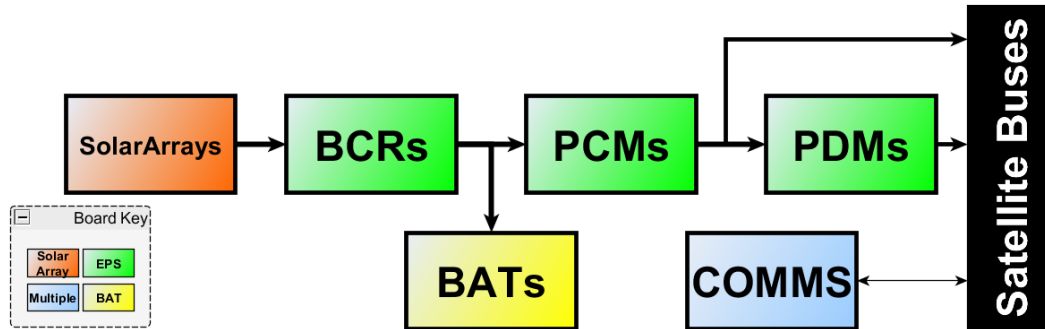 SolarArrays
BCRs
PCMs
PDMs
Satellite Buses
BATs
COMMS
Board Key
Solar
Array
EPS
Multiple
BAT